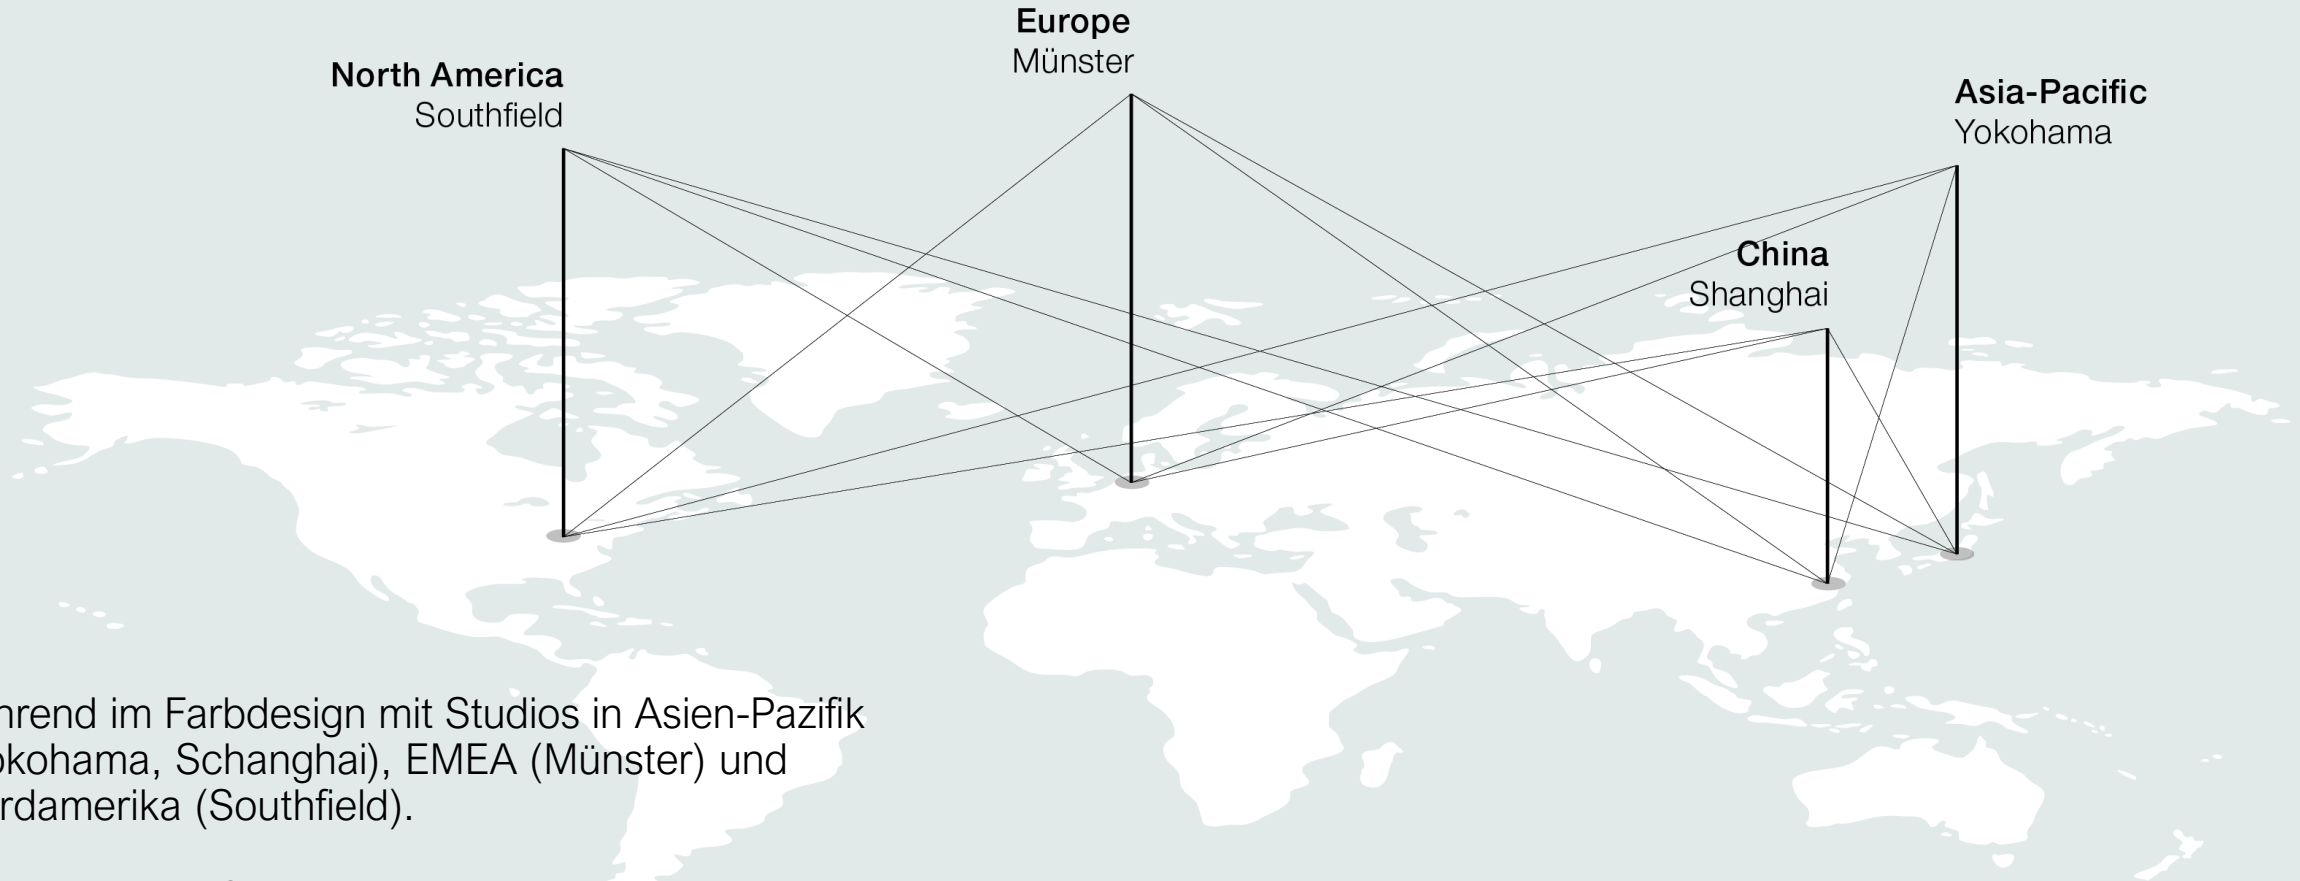 Europe
Münster
North America
Southfield
Asia-Pacific
Yokohama
China
Shanghai
hrend im Farbdesign mit Studios in Asien-Pazifik
okohama, Schanghai), EMEA (Münster) und
rdamerika (Southfield).